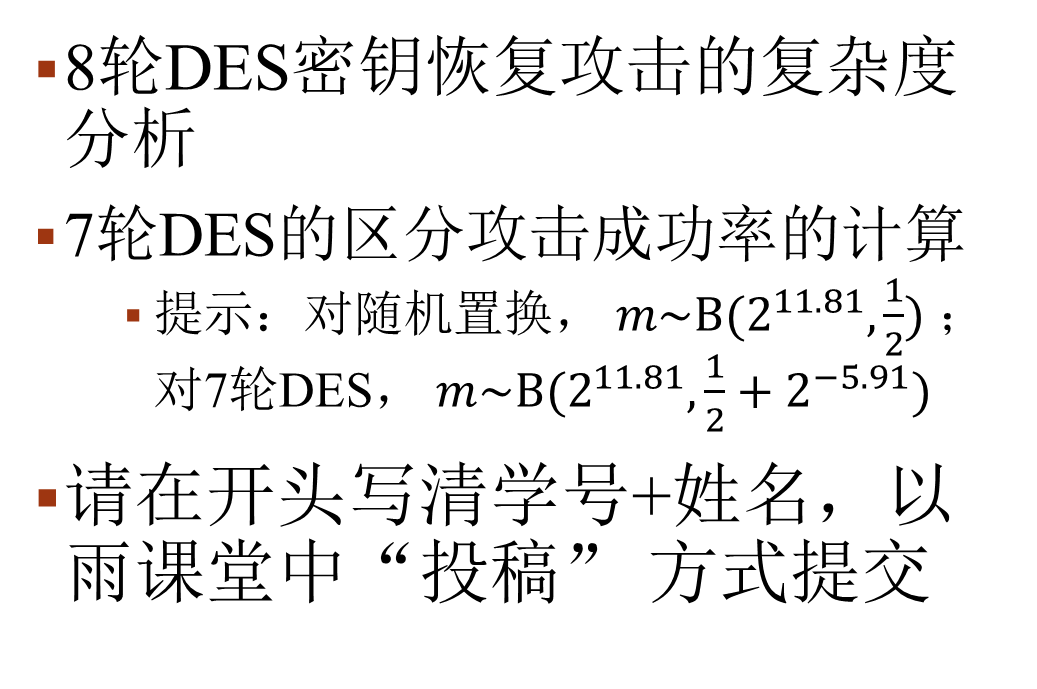 ▪8轮DES密钥恢复攻击的复杂度
分析
▪7轮DES的区分攻击成功率的计算
▪提示：对随机置换， m~B(2^11.81,1/2)；
对7轮DES， m~B(2^11.81,1/2 + 2^−5.91)
▪请在开头写清学号+姓名，以
雨课堂中“投稿” 方式提交